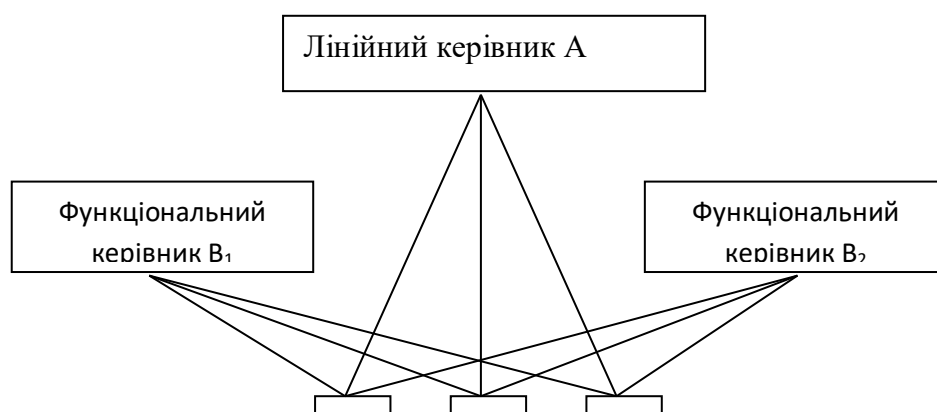 Лінійний керівник А
Функціональний
керівник В₁
Функціональний
керівник В₂